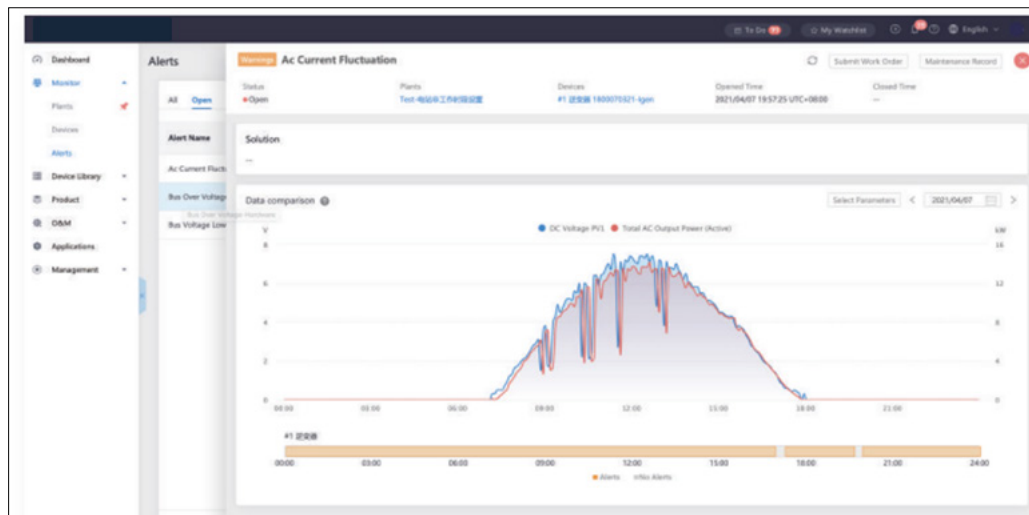 To Do My Watchlist English
Dashboard
Monitor
Plants
Devices
Alerts
Device Library
Product
O&M
Applications
Management
Alerts
All Open
Alert Name
Ac Current Fluct
Bus Over Voltage
Bus Over Voltage Hardware
Bus Voltage Low
Warnings Ac Current Fluctuation
Submit Work Order Maintenance Record
Status Plants Devices Opened Time Closed Time
Open Test-电站非工作时段设置 #1 逆变器 1800070321-Igon 2021/04/07 19:57:25 UTC+08:00 --
Solution
--
Data comparison
Select Parameters < 2021/04/07 >
DC Voltage PV1 Total AC Output Power (Active)
V kW
8 16
6 12
4 8
2 4
0 0
00:00 03:00 06:00 09:00 12:00 15:00 18:00 21:00
#1 逆变器
00:00 03:00 06:00 09:00 12:00 15:00 18:00 21:00 24:00
Alerts No Alerts